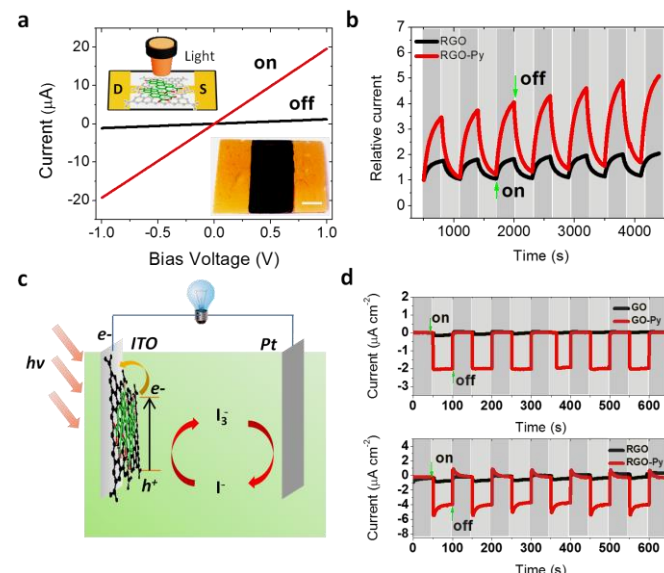 a
Current (μA)
20
10
0
-10
-20
Light
D
S
on
off
-1.0
-0.5
0.0
0.5
1.0
Bias Voltage (V)
b
Relative current
7
6
5
4
3
2
1
0
RGO
RGO-Py
off
on
1000
2000
3000
4000
Time (s)
c
e-
ITO
Pt
hν
e-
I₃⁻
I⁻
h⁺
d
Current (μA cm⁻²)
2
1
0
-1
-2
-3
on
off
GO
GO-Py
0
100
200
300
400
500
600
Time (s)
Current (μA cm⁻²)
4
2
0
-2
-4
-6
-8
on
off
RGO
RGO-Py
0
100
200
300
400
500
600
Time (s)